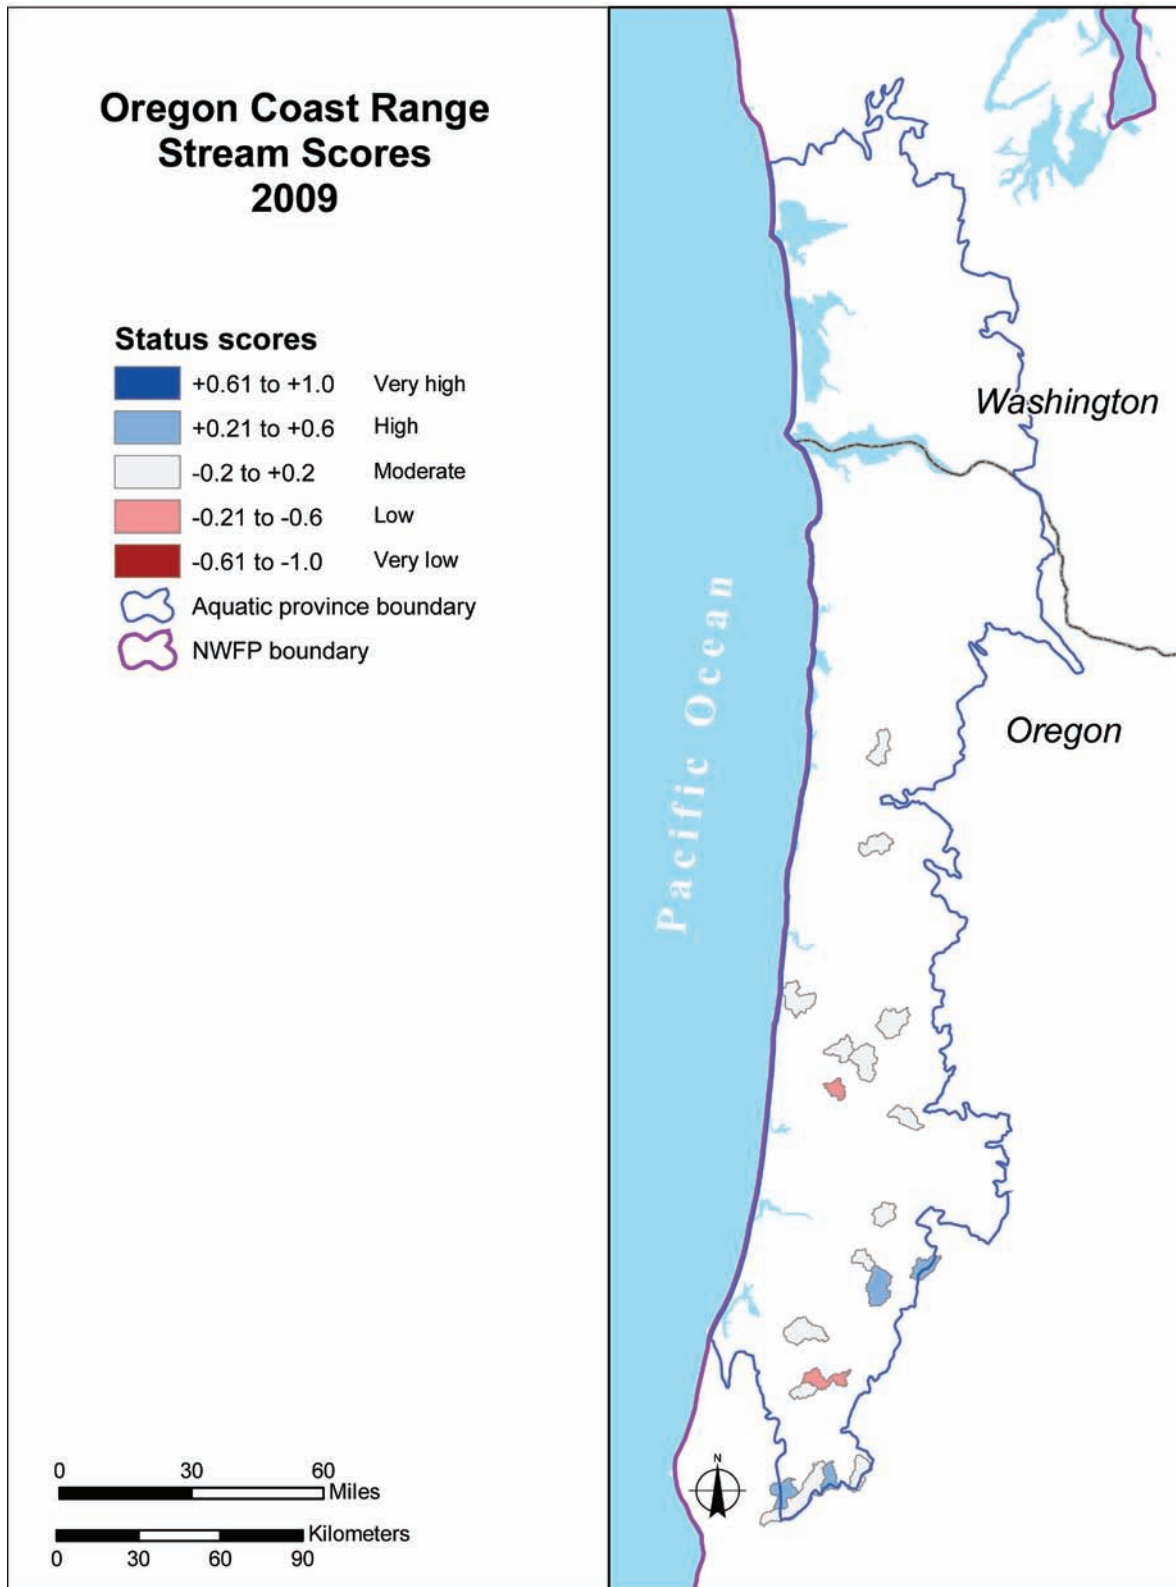 Oregon Coast Range
Stream Scores
2009
Status scores
+0.61 to +1.0 Very high
+0.21 to +0.6 High
-0.2 to +0.2 Moderate
-0.21 to -0.6 Low
-0.61 to -1.0 Very low
Aquatic province boundary
NWFP boundary
0 30 60
Miles
Kilometers
0 30 60 90
Washington
Oregon
Pacific Ocean
N